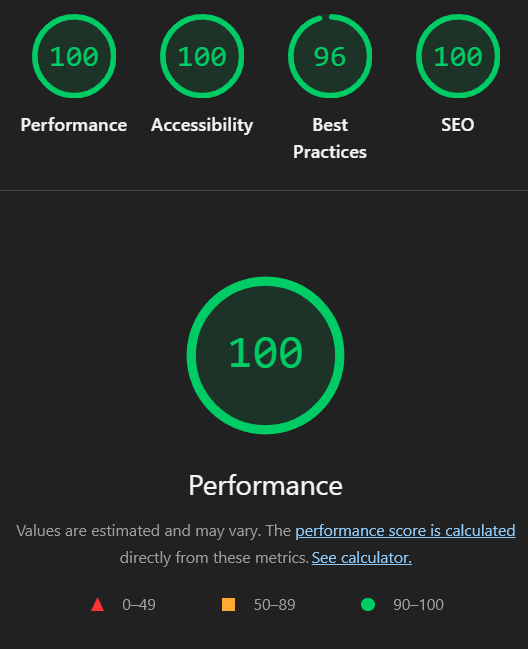 100 100 96 100
Performance Accessibility Best Practices SEO
100
Performance
Values are estimated and may vary. The performance score is calculated
directly from these metrics. See calculator.
0–49 50–89 90–100